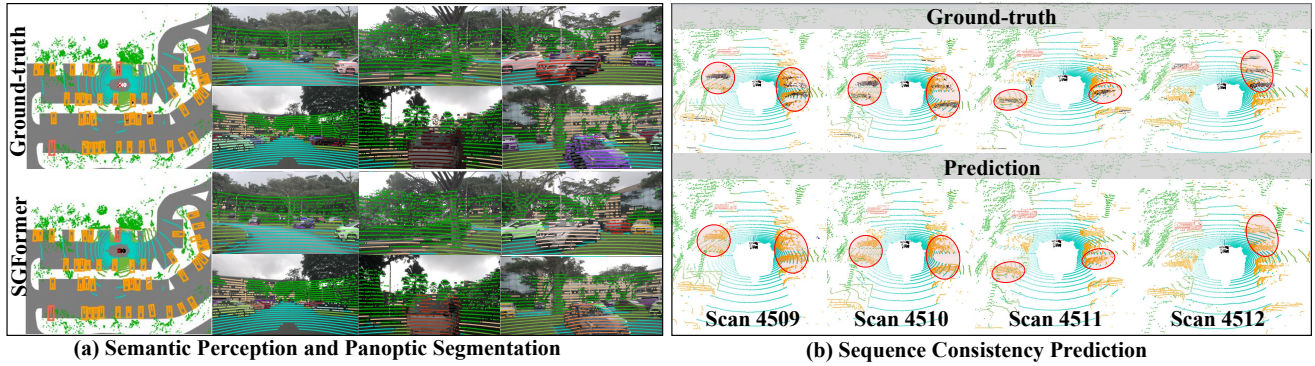 Ground-truth
SGFormer
(a) Semantic Perception and Panoptic Segmentation
Ground-truth
Prediction
Scan 4509 Scan 4510 Scan 4511 Scan 4512
(b) Sequence Consistency Prediction